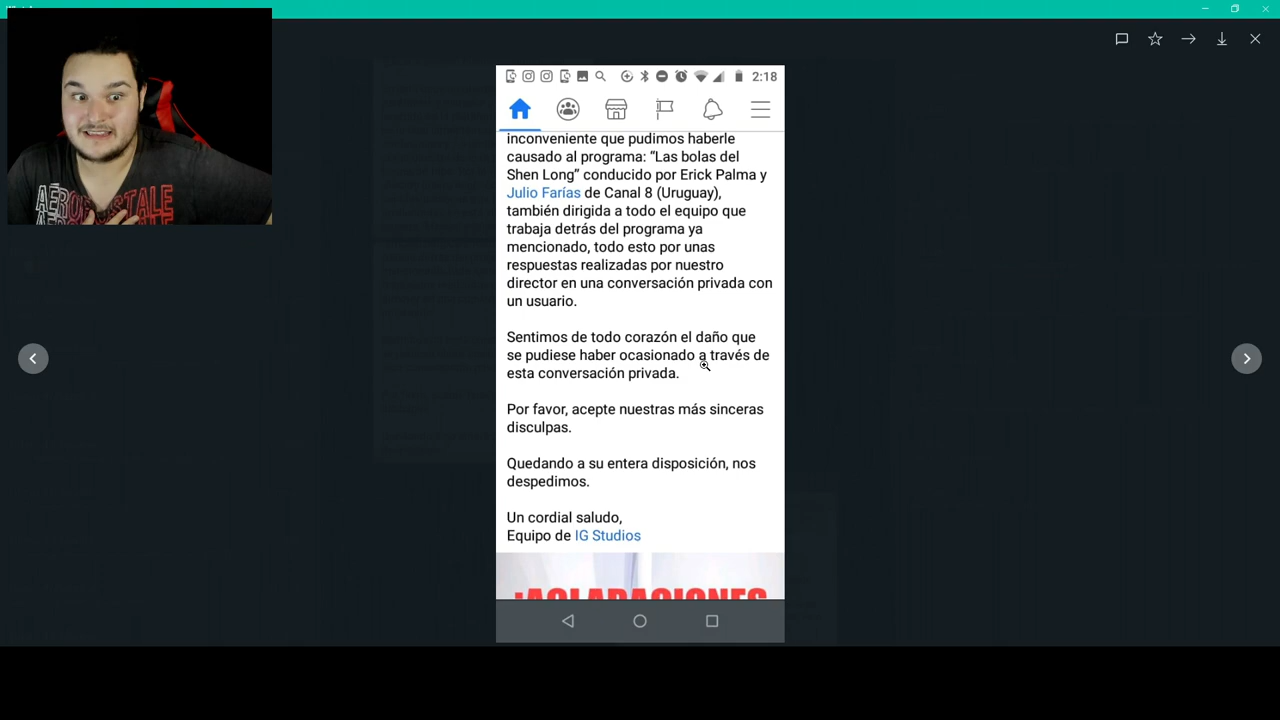 AÉROPOSTALE
2:18
inconveniente que pudimos haberle
causado al programa: “Las bolas del
Shen Long” conducido por Erick Palma y
Julio Farías de Canal 8 (Uruguay),
también dirigida a todo el equipo que
trabaja detrás del programa ya
mencionado, todo esto por unas
respuestas realizadas por nuestro
director en una conversación privada con
un usuario.
Sentimos de todo corazón el daño que
se pudiese haber ocasionado a través de
esta conversación privada.
Por favor, acepte nuestras más sinceras
disculpas.
Quedando a su entera disposición, nos
despedimos.
Un cordial saludo,
Equipo de IG Studios
¡ACLARACIONES